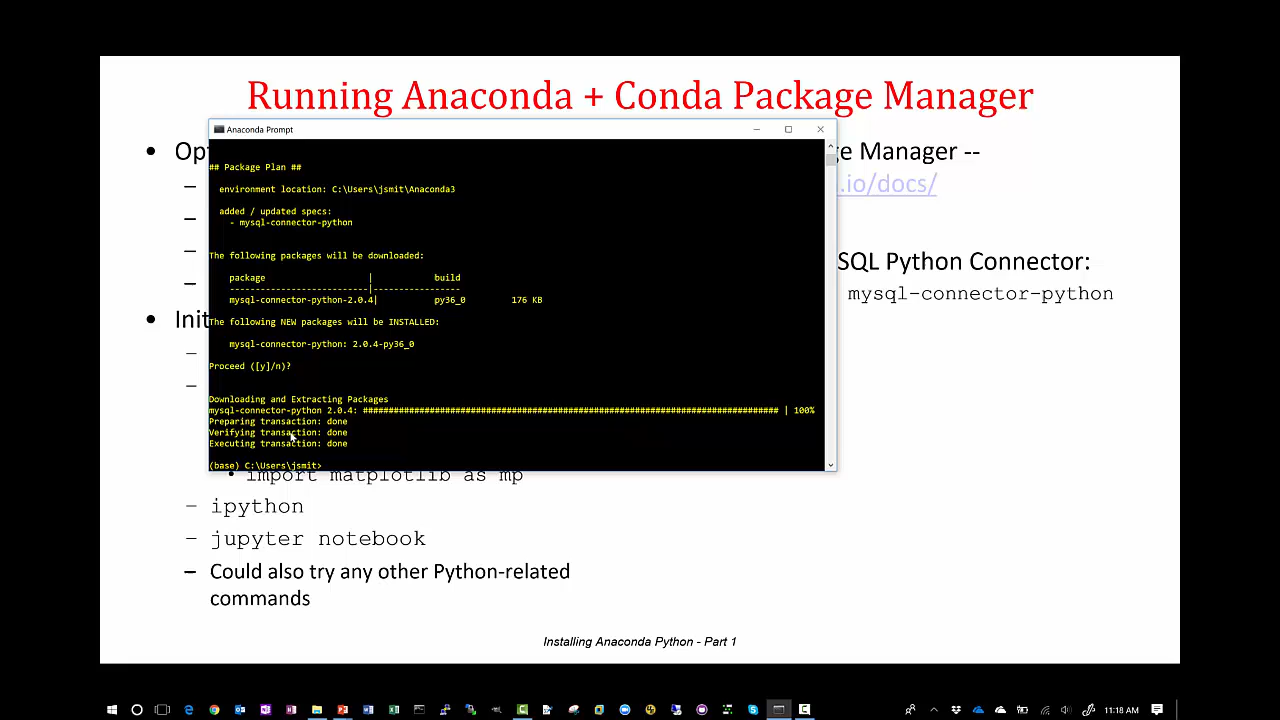 Running Anaconda + Conda Package Manager
Anaconda Prompt
## Package Plan ##
environment location: C:\Users\jsmit\Anaconda3
added / updated specs:
- mysql-connector-python
The following packages will be downloaded:
package | build
---------------------------|-----------------
mysql-connector-python-2.0.4| py36_0 176 KB
The following NEW packages will be INSTALLED:
mysql-connector-python: 2.0.4-py36_0
Proceed ([y]/n)?
Downloading and Extracting Packages
mysql-connector-python 2.0.4: ############################################################################### | 100%
Preparing transaction: done
Verifying transaction: done
Executing transaction: done
(base) C:\Users\jsmit>
• Op
–
–
–
–
• Init
–
–
• import matplotlib as mp
– ipython
– jupyter notebook
– Could also try any other Python-related
commands
ge Manager --
.io/docs/
SQL Python Connector:
mysql-connector-python
Installing Anaconda Python - Part 1
11:18 AM